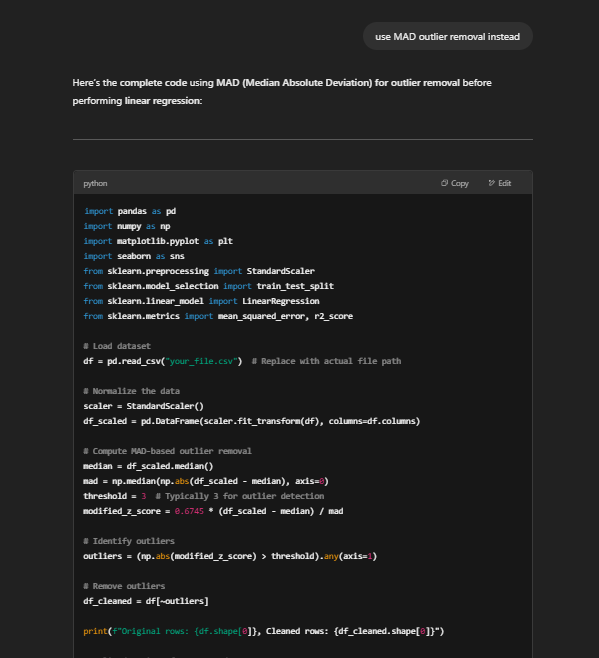 use MAD outlier removal instead
Here's the complete code using MAD (Median Absolute Deviation) for outlier removal before
performing linear regression:
python
Copy
Edit
import pandas as pd
import numpy as np
import matplotlib.pyplot as plt
import seaborn as sns
from sklearn.preprocessing import StandardScaler
from sklearn.model_selection import train_test_split
from sklearn.linear_model import LinearRegression
from sklearn.metrics import mean_squared_error, r2_score
# Load dataset
df = pd.read_csv("your_file.csv")  # Replace with actual file path
# Normalize the data
scaler = StandardScaler()
df_scaled = pd.DataFrame(scaler.fit_transform(df), columns=df.columns)
# Compute MAD-based outlier removal
median = df_scaled.median()
mad = np.median(np.abs(df_scaled - median), axis=0)
threshold = 3  # Typically 3 for outlier detection
modified_z_score = 0.6745 * (df_scaled - median) / mad
# Identify outliers
outliers = (np.abs(modified_z_score) > threshold).any(axis=1)
# Remove outliers
df_cleaned = df[~outliers]
print(f"Original rows: {df.shape[0]}, Cleaned rows: {df_cleaned.shape[0]}")